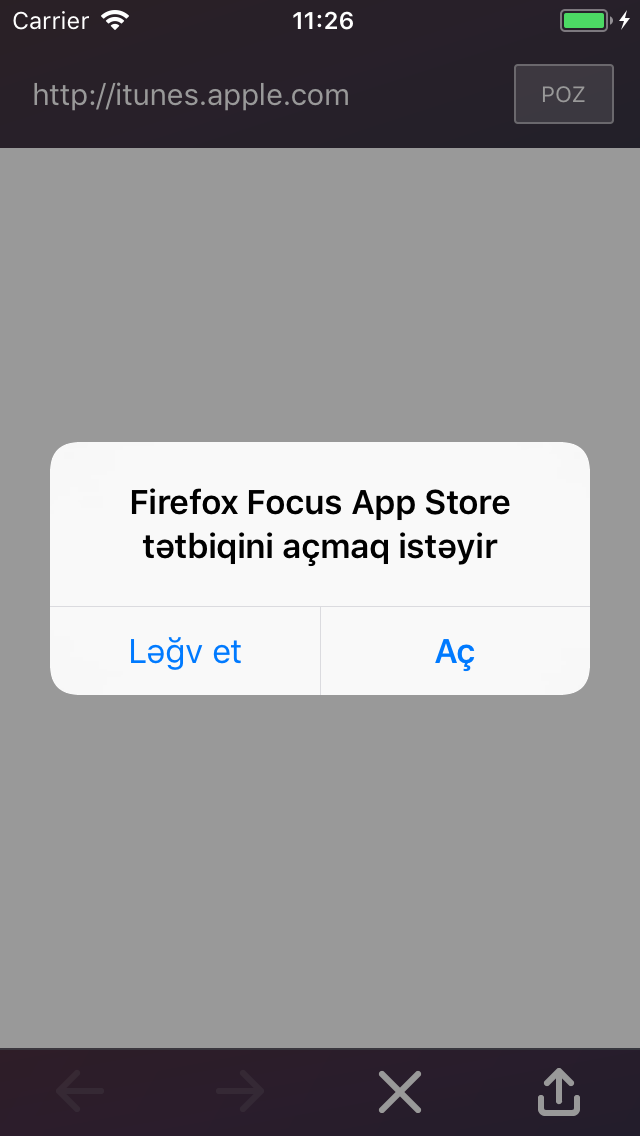 Carrier 11:26
http://itunes.apple.com POZ
Firefox Focus App Store
tətbiqini açmaq istəyir
Ləğv et Aç